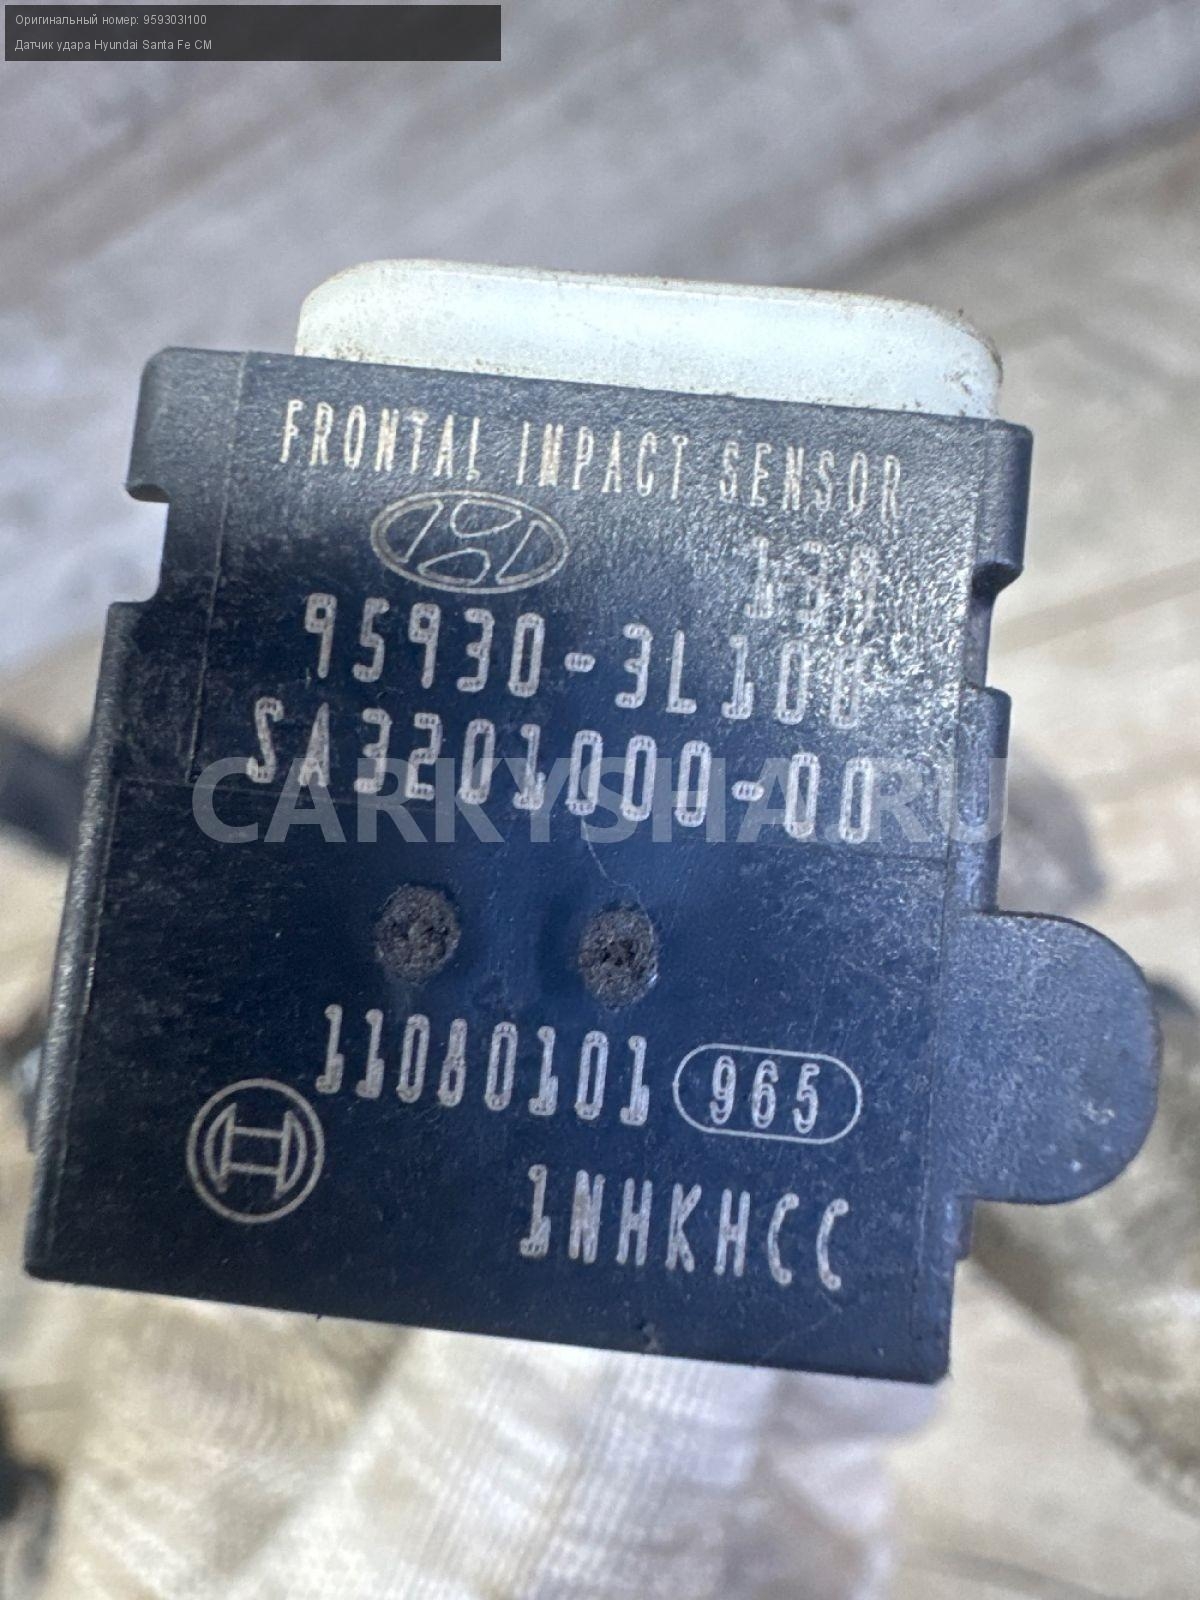 Оригинальный номер: 959303l100
Датчик удара Hyundai Santa Fe CM
FRONTAL IMPACT SENSOR
95930-3L100
SA3201000-00
CARKYSHA.RU
11080101 965
1NHKHCC